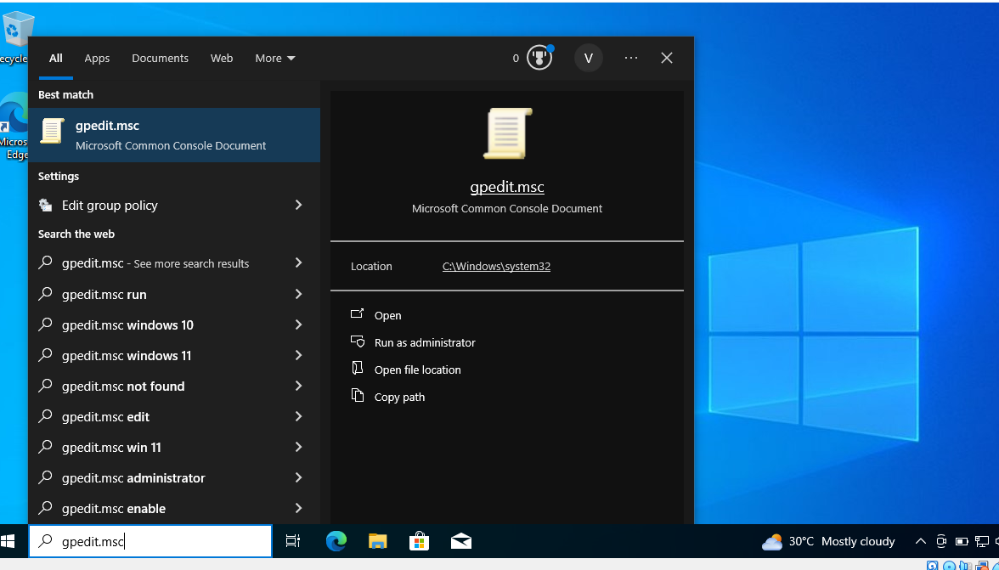 All Apps Documents Web More 0 V
Best match
gpedit.msc
Microsoft Common Console Document
Settings
Edit group policy
Search the web
gpedit.msc - See more search results
gpedit.msc run
gpedit.msc windows 10
gpedit.msc windows 11
gpedit.msc not found
gpedit.msc edit
gpedit.msc win 11
gpedit.msc administrator
gpedit.msc enable
gpedit.msc
Microsoft Common Console Document
Location C:\Windows\system32
Open
Run as administrator
Open file location
Copy path
ecycle
Micros
Edge
gpedit.msc
30°C Mostly cloudy